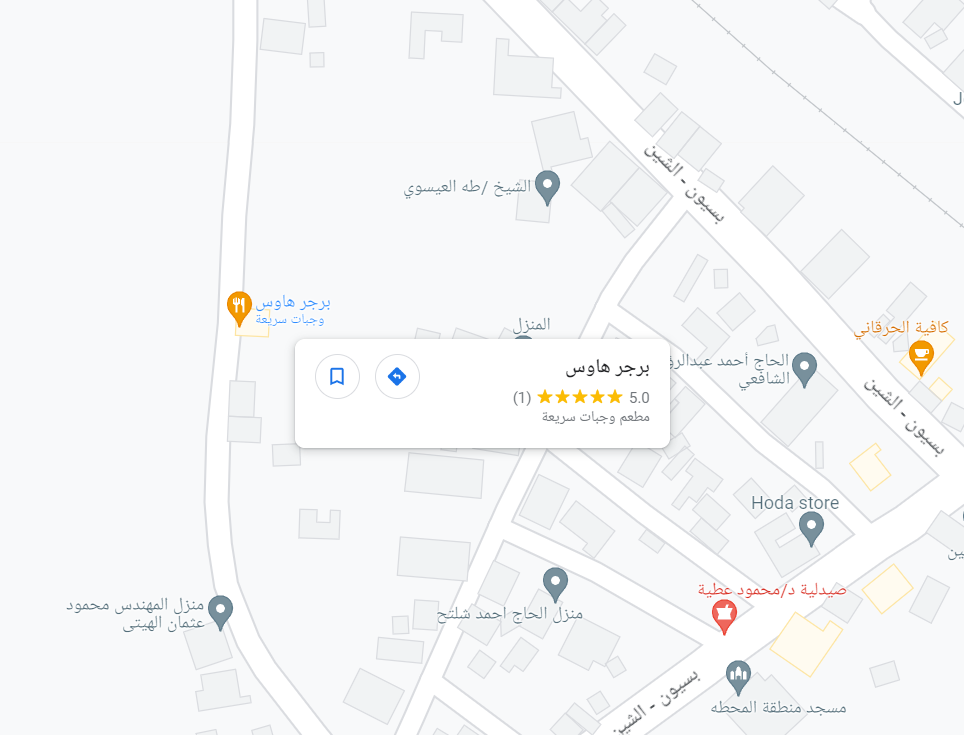 بسيون - الشين
الشيخ /طه العيسوي
برجر هاوس
وجبات سريعة
المنزل
كافية الحرقاني
برجر هاوس
5.0 (1)
مطعم وجبات سريعة
الحاج أحمد
الشافعي
بسيون - الشين
Hoda store
صيدلية د/محمود عطية
منزل المهندس محمود
عثمان الهيتى
منزل الحاج احمد شلتح
بسيون - الشين
مسجد منطقة المحطه